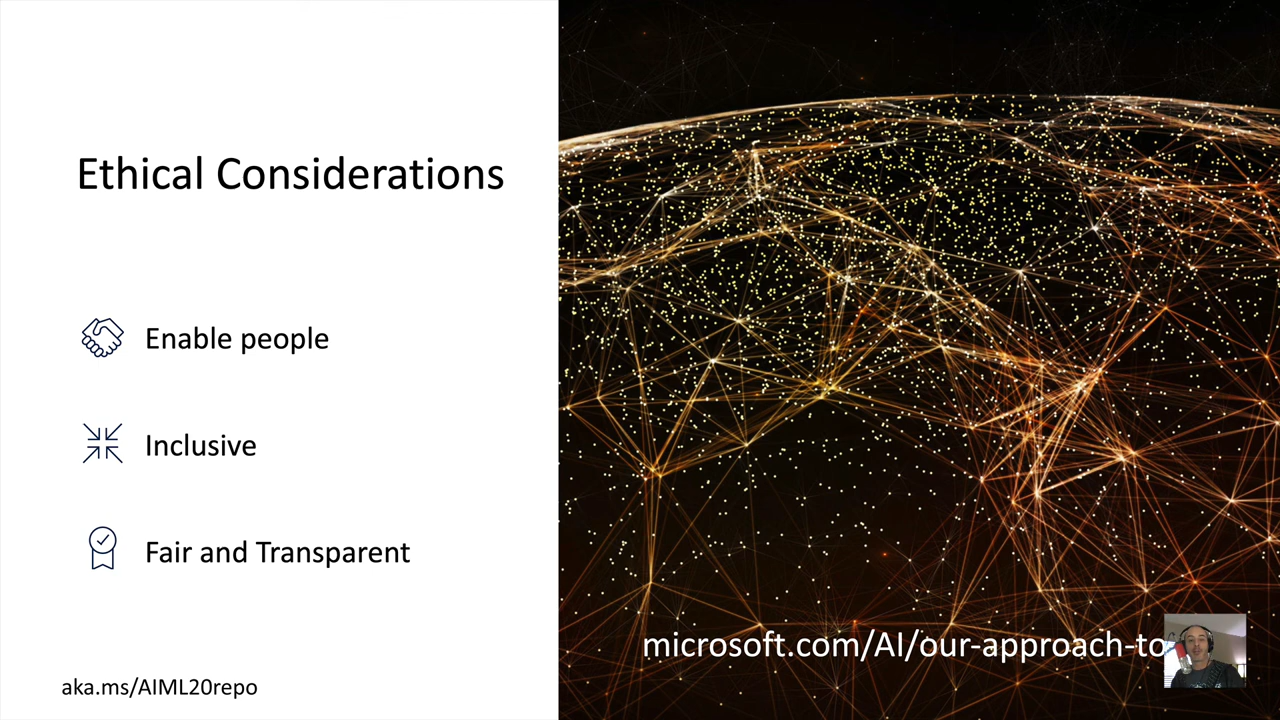 Ethical Considerations
Enable people
Inclusive
Fair and Transparent
aka.ms/AIML20repo
microsoft.com/AI/our-approach-to